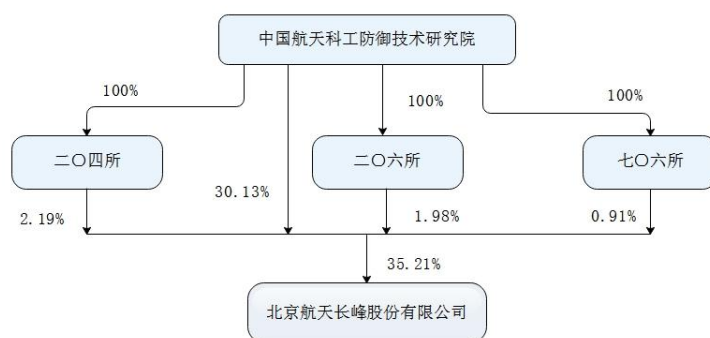 中国航天科工防御技术研究院
100%
100%
100%
二〇四所
二〇六所
七〇六所
30.13%
2.19%
1.98%
0.91%
35.21%
北京航天长峰股份有限公司